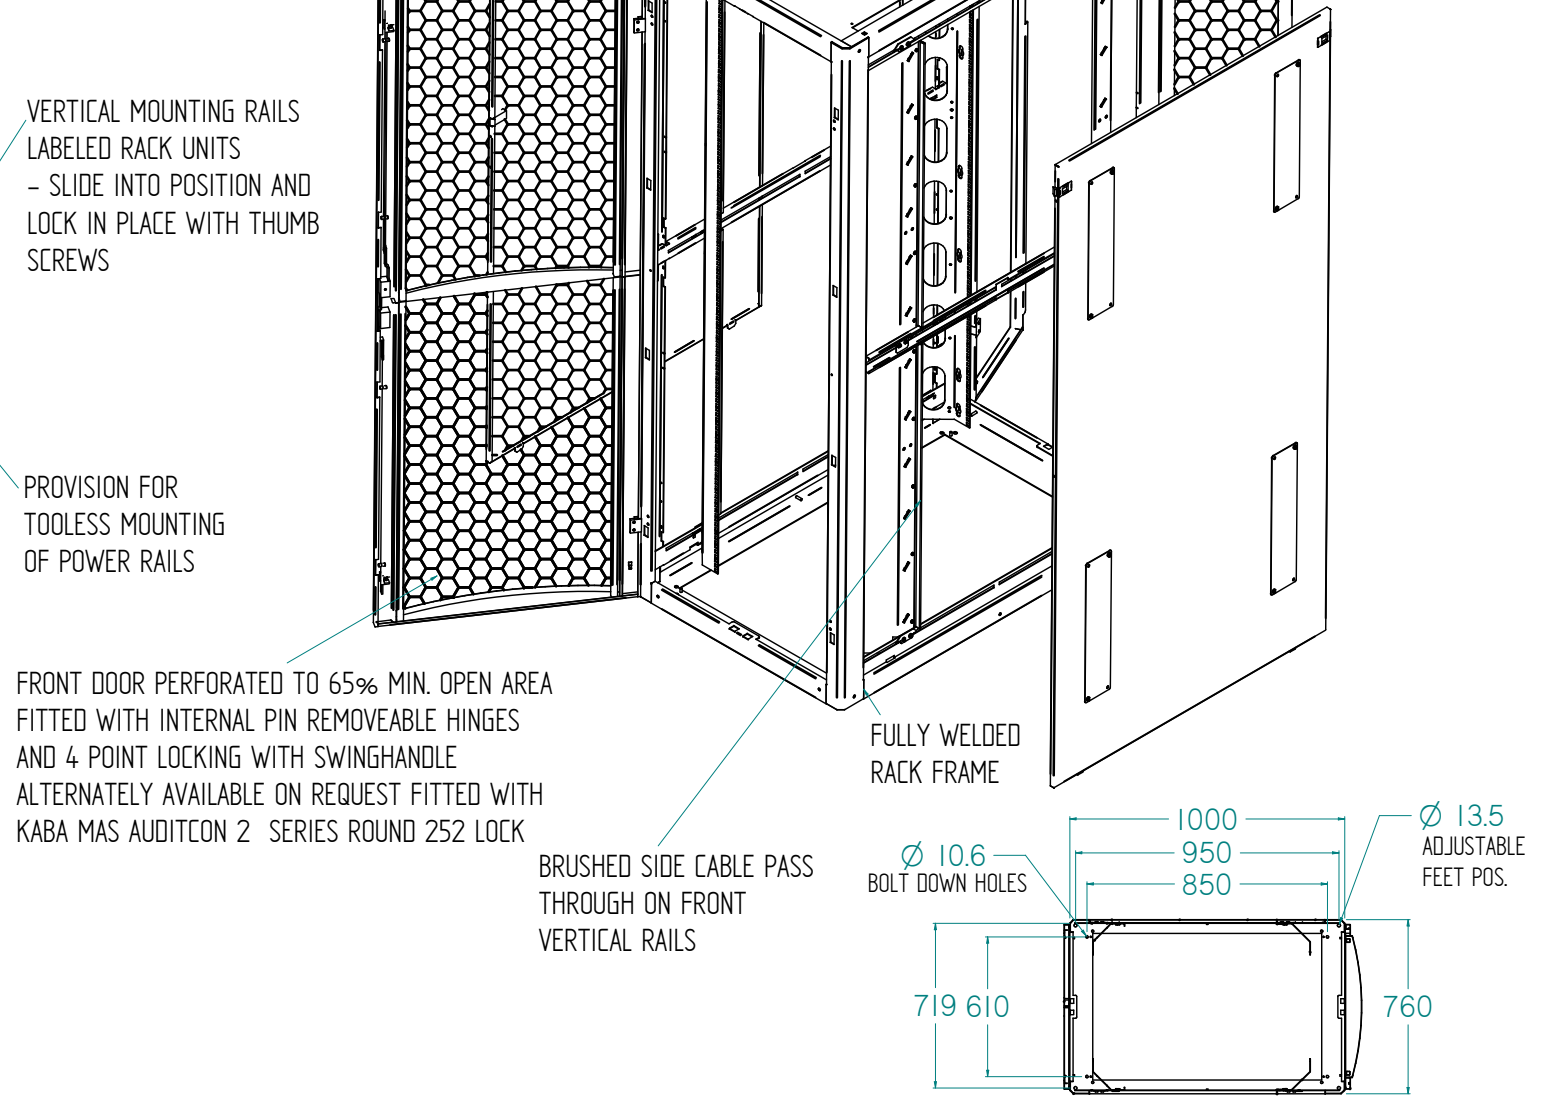 VERTICAL MOUNTING RAILS
LABELED RACK UNITS
- SLIDE INTO POSITION AND
LOCK IN PLACE WITH THUMB
SCREWS
PROVISION FOR
TOOLESS MOUNTING
OF POWER RAILS
FRONT DOOR PERFORATED TO 65% MIN. OPEN AREA
FITTED WITH INTERNAL PIN REMOVEABLE HINGES
AND 4 POINT LOCKING WITH SWINGHANDLE
ALTERNATELY AVAILABLE ON REQUEST FITTED WITH
KABA MAS AUDITCON 2 SERIES ROUND 252 LOCK
FULLY WELDED
RACK FRAME
BRUSHED SIDE CABLE PASS
THROUGH ON FRONT
VERTICAL RAILS
1000
950
850
Ø 10.6
BOLT DOWN HOLES
Ø 13.5
ADJUSTABLE
FEET POS.
719
610
760